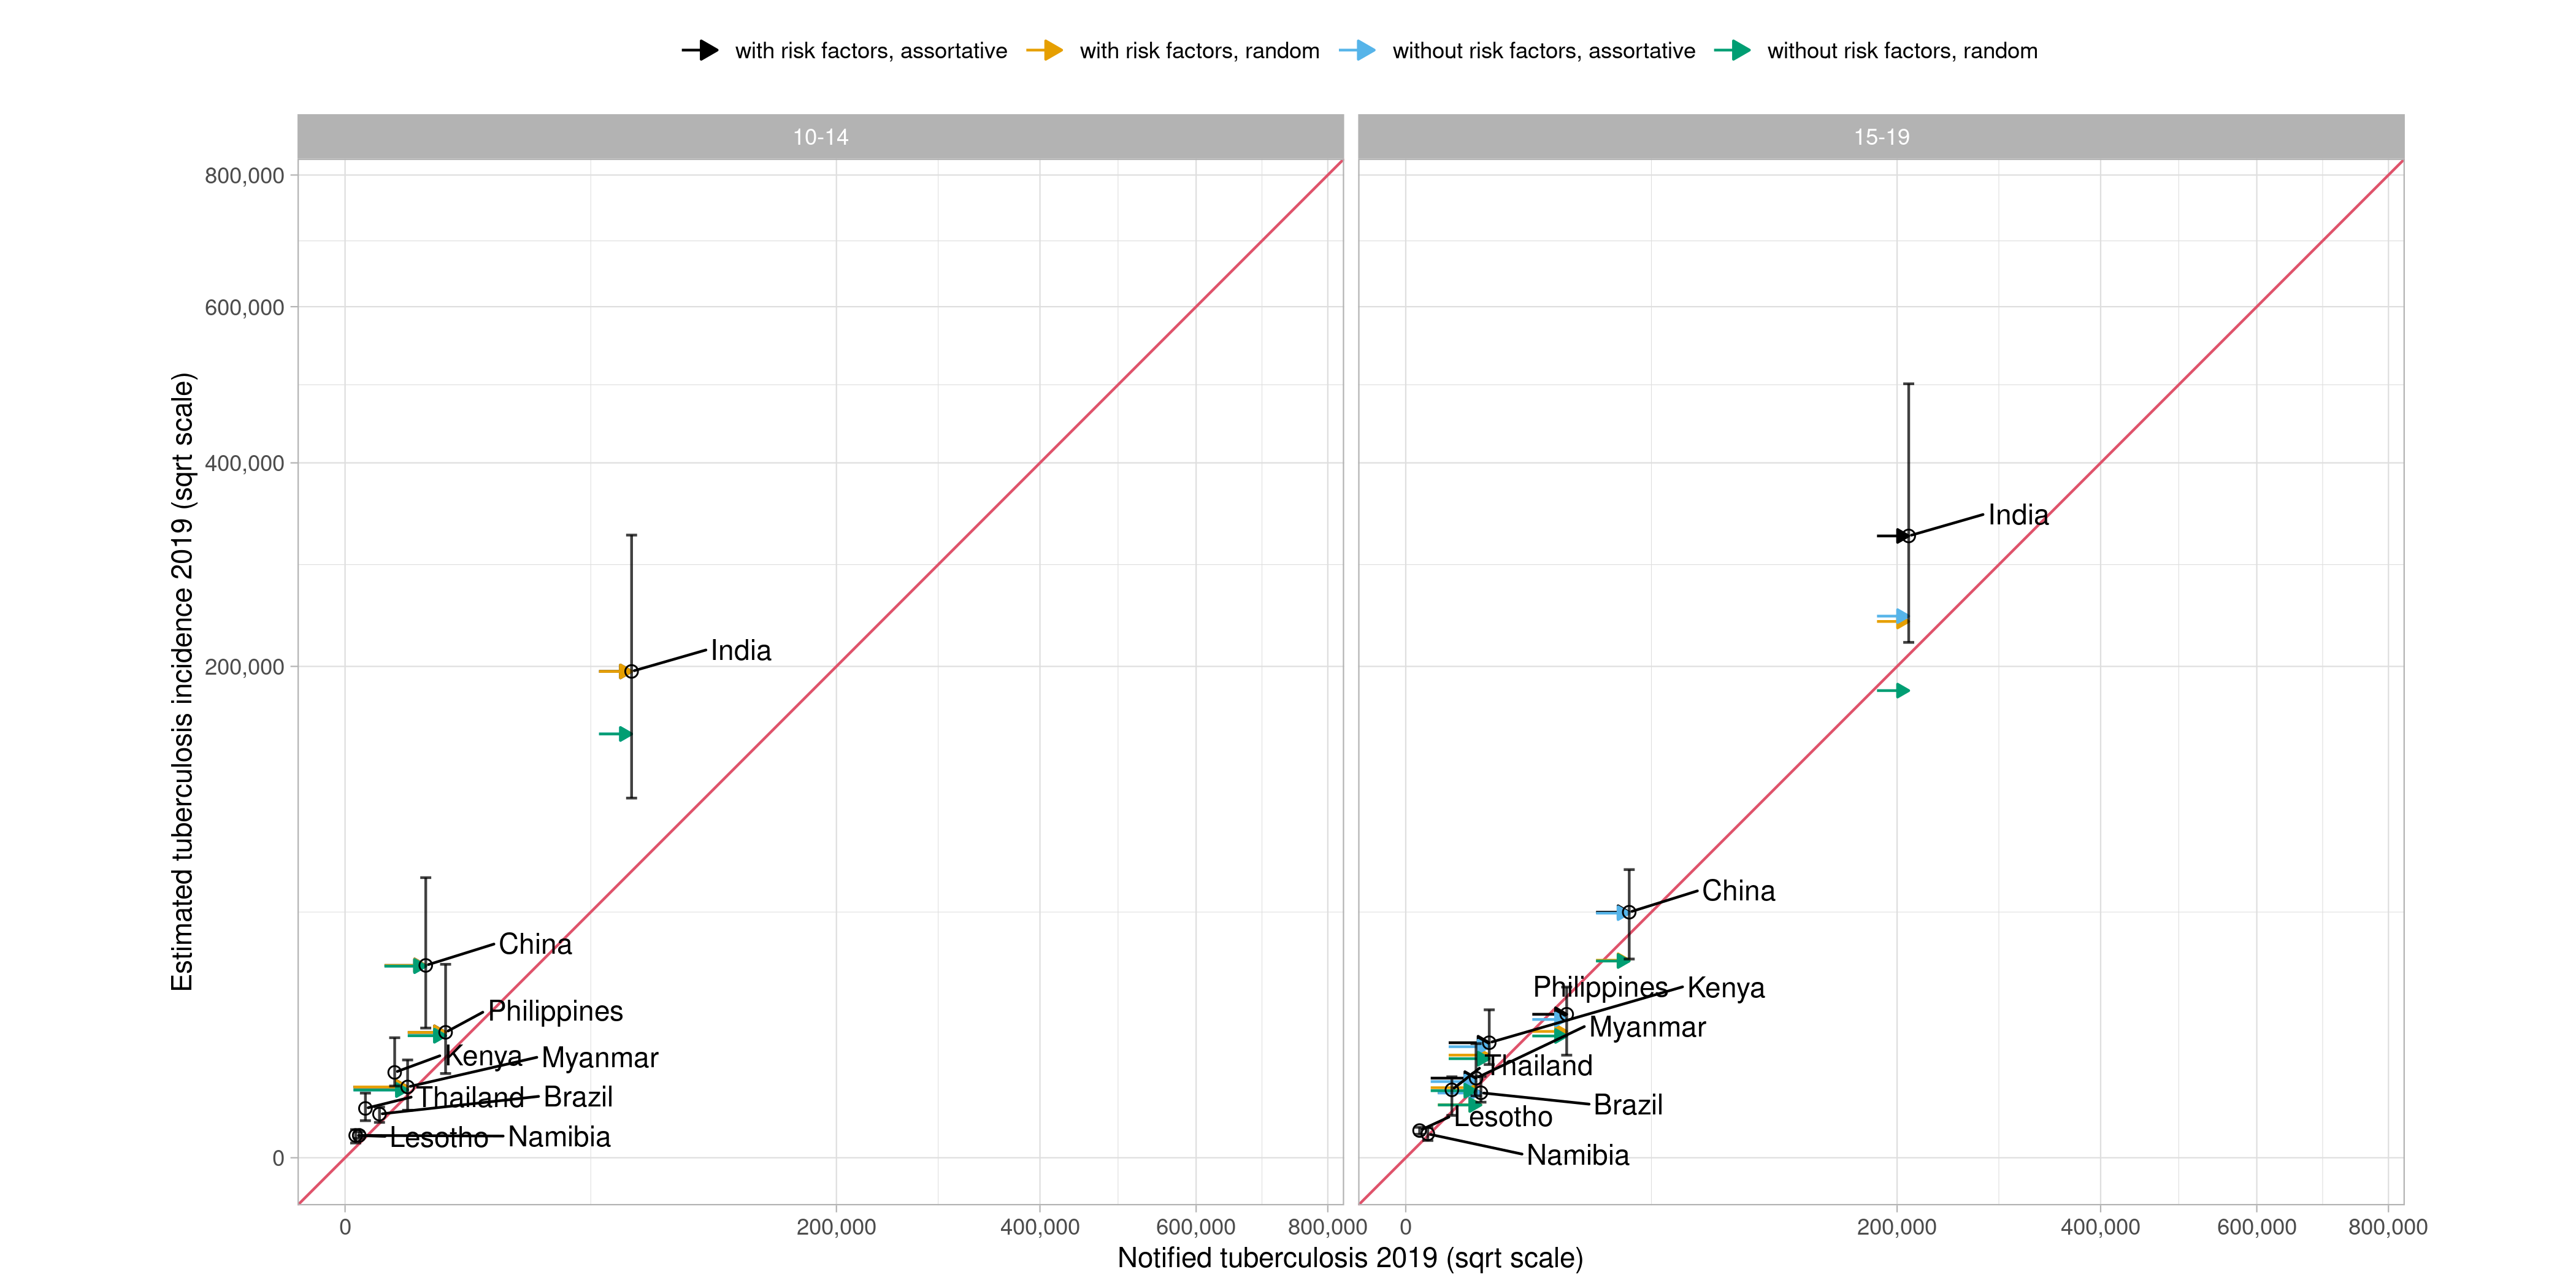 with risk factors, assortative with risk factors, random without risk factors, assortative without risk factors, random
10-14 15-19
Estimated tuberculosis incidence 2019 (sqrt scale)
800,000
600,000
400,000
200,000
0
India
China
Philippines
Kenya
Myanmar
Thailand
Brazil
Lesotho
Namibia
India
China
Philippines
Kenya
Myanmar
Thailand
Brazil
Lesotho
Namibia
0 200,000 400,000 600,000 800,000 0 200,000 400,000 600,000 800,000
Notified tuberculosis 2019 (sqrt scale)